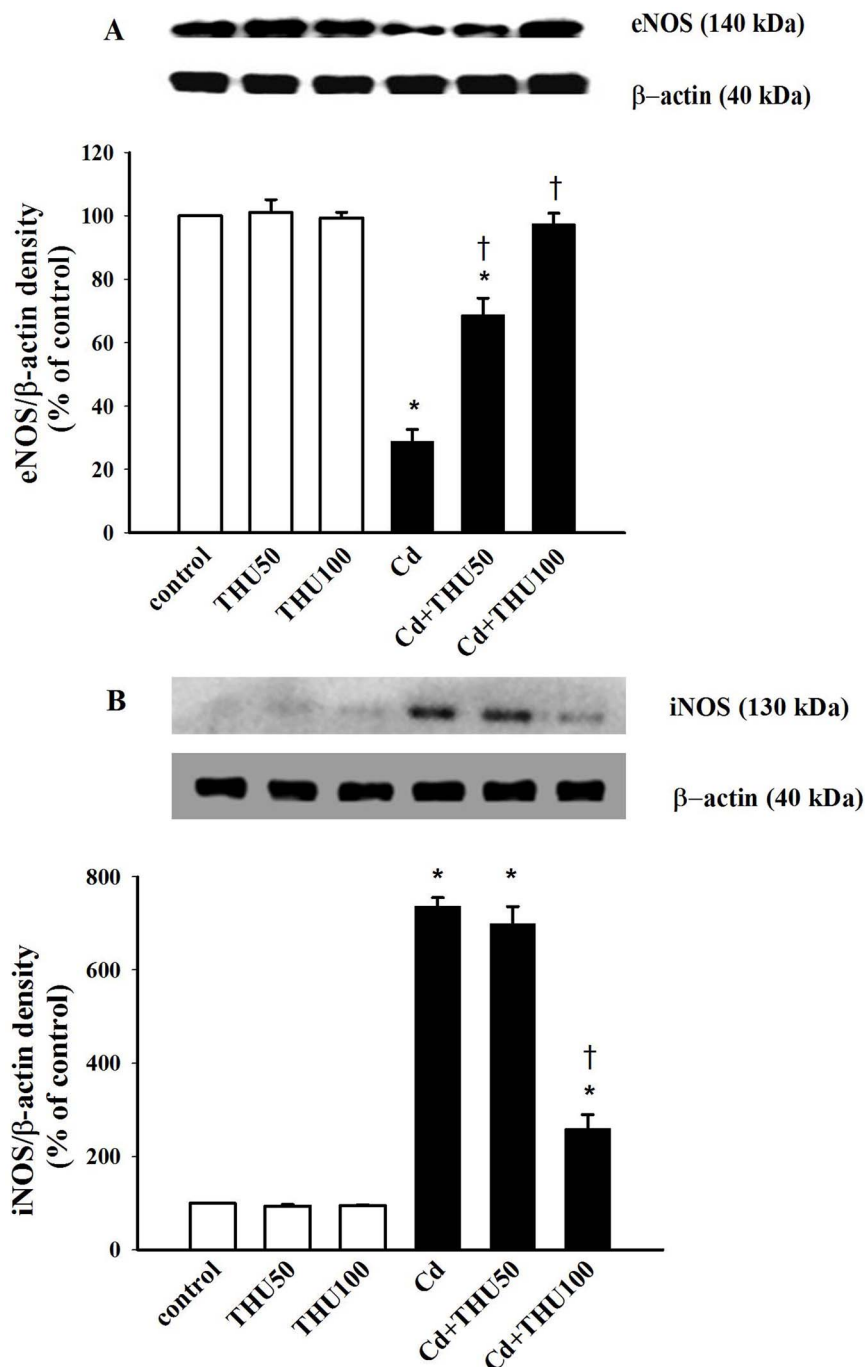 A
eNOS (140 kDa)
β–actin (40 kDa)
eNOS/β-actin density
(% of control)
120
100
80
60
40
20
0
*
†
*
†
control
THU50
THU100
Cd
Cd+THU50
Cd+THU100
B
iNOS (130 kDa)
β–actin (40 kDa)
iNOS/β-actin density
(% of control)
800
600
400
200
0
*
*
†
*
control
THU50
THU100
Cd
Cd+THU50
Cd+THU100